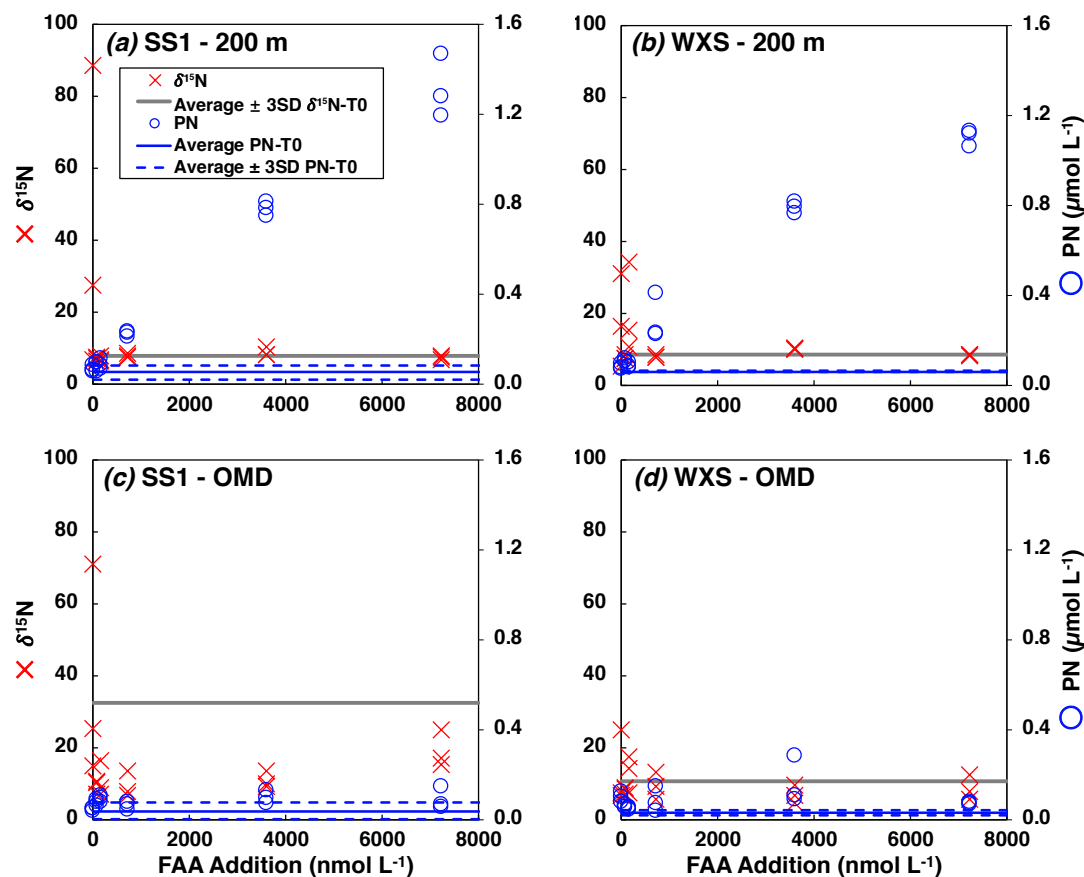 (a) SS1 - 200 m
(b) WXS - 200 m
δ¹⁵N
Average ± 3SD δ¹⁵N-T0
PN
Average PN-T0
Average ± 3SD PN-T0
100
80
60
40
20
0
1.6
1.2
0.8
0.4
0.0
0 2000 4000 6000 8000
100
80
60
40
20
0
1.6
1.2
0.8
0.4
0.0
0 2000 4000 6000 8000
δ¹⁵N
PN (µmol L⁻¹)
(c) SS1 - OMD
(d) WXS - OMD
100
80
60
40
20
0
1.6
1.2
0.8
0.4
0.0
0 2000 4000 6000 8000
FAA Addition (nmol L⁻¹)
100
80
60
40
20
0
1.6
1.2
0.8
0.4
0.0
0 2000 4000 6000 8000
FAA Addition (nmol L⁻¹)
δ¹⁵N
PN (µmol L⁻¹)